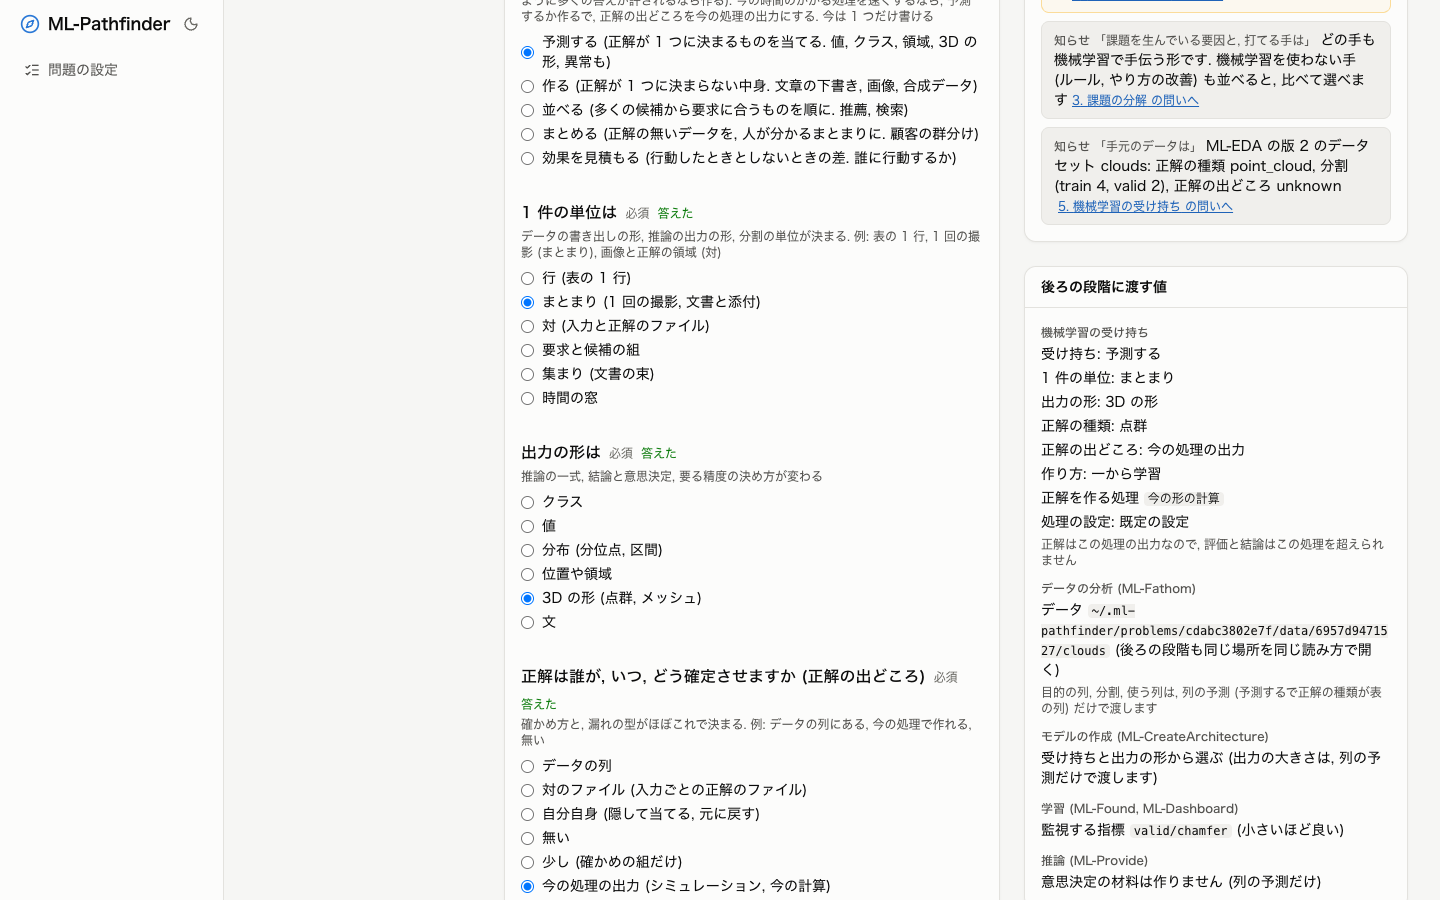 ML-Pathfinder
問題の設定
ように多くの答えが許されるなら作る). 今の時間のかかる処理を速くするなら, 予測
するか作るで, 正解の出どころを今の処理の出力にする. 今は 1 つだけ書ける
予測する (正解が 1 つに決まるものを当てる. 値, クラス, 領域, 3D の
形, 異常も)
作る (正解が 1 つに決まらない中身. 文章の下書き, 画像, 合成データ)
並べる (多くの候補から要求に合うものを順に. 推薦, 検索)
まとめる (正解の無いデータを, 人が分かるまとまりに. 顧客の群分け)
効果を見積もる (行動したときとしないときの差. 誰に行動するか)
1 件の単位は 必須 答えた
データの書き出しの形, 推論の出力の形, 分割の単位が決まる. 例: 表の 1 行, 1 回の撮
影 (まとまり), 画像と正解の領域 (対)
行 (表の 1 行)
まとまり (1 回の撮影, 文書と添付)
対 (入力と正解のファイル)
要求と候補の組
集まり (文書の束)
時間の窓
出力の形は 必須 答えた
推論の一式, 結論と意思決定, 要る精度の決め方が変わる
クラス
値
分布 (分位点, 区間)
位置や領域
3D の形 (点群, メッシュ)
文
正解は誰が, いつ, どう確定させますか (正解の出どころ) 必須
答えた
確かめ方と, 漏れの型がほぼこれで決まる. 例: データの列にある, 今の処理で作れる,
無い
データの列
対のファイル (入力ごとの正解のファイル)
自分自身 (隠して当てる, 元に戻す)
無い
少し (確かめの組だけ)
今の処理の出力 (シミュレーション, 今の計算)
知らせ 「課題を生んでいる要因と, 打てる手は」 どの手も
機械学習で手伝う形です. 機械学習を使わない手
(ルール, やり方の改善) も並べると, 比べて選べま
す 3. 課題の分解 の問いへ
知らせ 「手元のデータは」 ML-EDA の版 2 のデータ
セット clouds: 正解の種類 point_cloud, 分割
(train 4, valid 2), 正解の出どころ unknown
5. 機械学習の受け持ち の問いへ
後ろの段階に渡す値
機械学習の受け持ち
受け持ち: 予測する
1 件の単位: まとまり
出力の形: 3D の形
正解の種類: 点群
正解の出どころ: 今の処理の出力
作り方: 一から学習
正解を作る処理 今の形の計算
処理の設定: 既定の設定
正解はこの処理の出力なので, 評価と結論はこの処理を超えられ
ません
データの分析 (ML-Fathom)
データ ~/.ml-
pathfinder/problems/cdabc3802e7f/data/6957d94715
27/clouds (後ろの段階も同じ場所を同じ読み方で開
く)
目的の列, 分割, 使う列は, 列の予測 (予測するで正解の種類が表
の列) だけで渡します
モデルの作成 (ML-CreateArchitecture)
受け持ちと出力の形から選ぶ (出力の大きさは, 列の予
測だけで渡します)
学習 (ML-Found, ML-Dashboard)
監視する指標 valid/chamfer (小さいほど良い)
推論 (ML-Provide)
意思決定の材料は作りません (列の予測だけ)